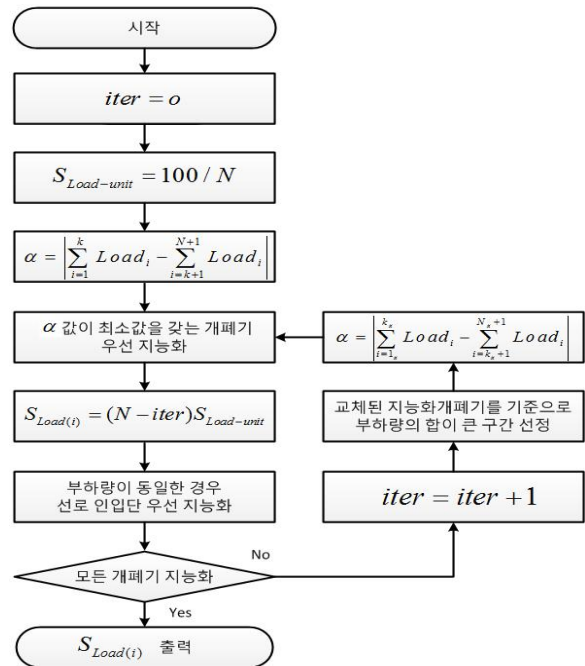 시작
iter = o
S_{Load-unit} = 100 / N
α = |∑_{i=1}^{k} Load_i − ∑_{i=k+1}^{N+1} Load_i|
α 값이 최소값을 갖는 개폐기
우선 지능화
S_{Load(i)} = (N − iter)S_{Load-unit}
부하량이 동일한 경우
선로 인입단 우선 지능화
모든 개폐기 지능화
No
Yes
S_{Load(i)} 출력
iter = iter + 1
교체된 지능화개폐기를 기준으로
부하량의 합이 큰 구간 선정
α = |∑_{i=1_s}^{k_s} Load_i − ∑_{i=k_s+1}^{N_s+1} Load_i|